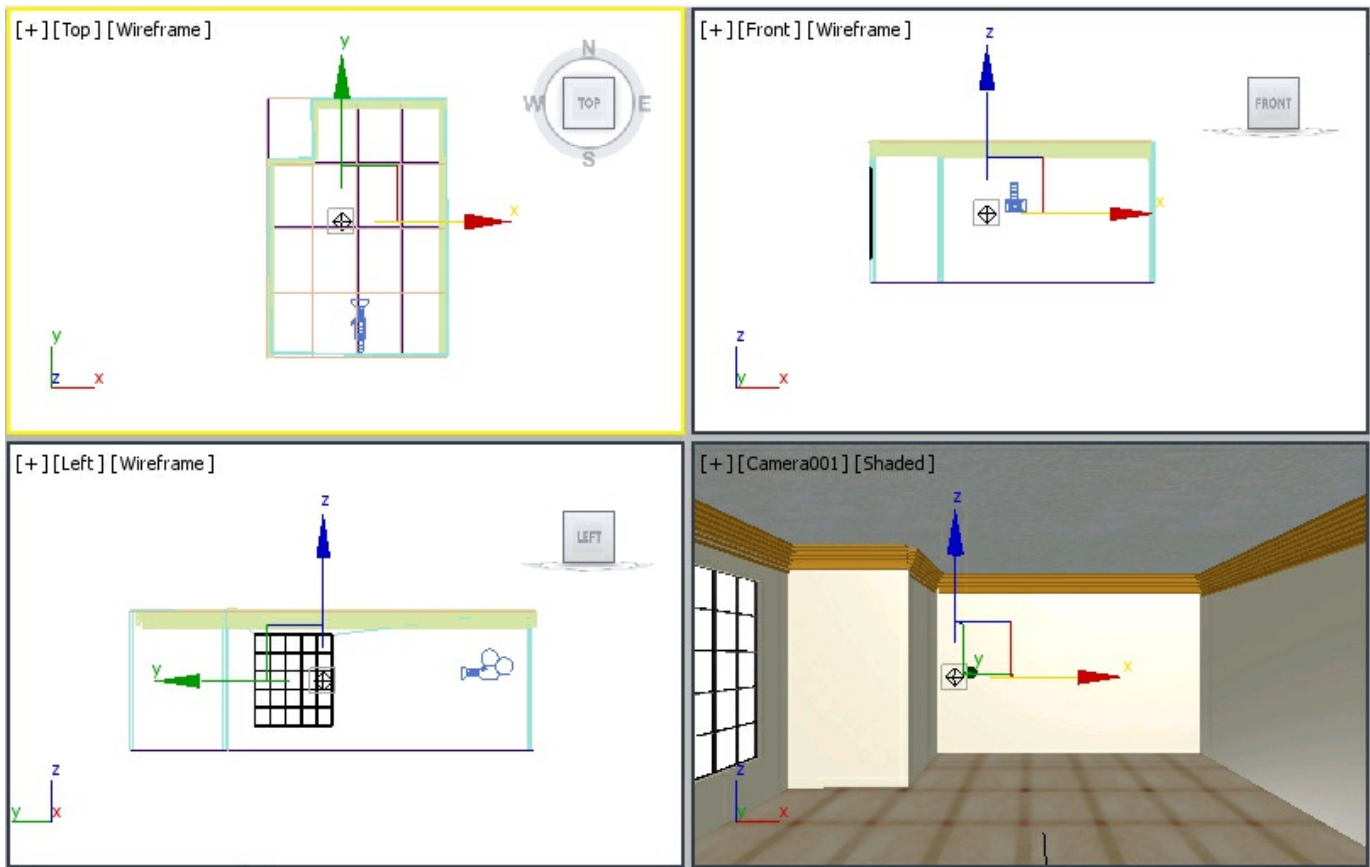 [+][Top][Wireframe]
y
N
W TOP E
S
x
y
z x
[+][Front][Wireframe]
z
FRONT
x
z
y x
[+][Left][Wireframe]
z
LEFT
y
z
y x
[+][Camera001][Shaded]
z
y
x
z
y x